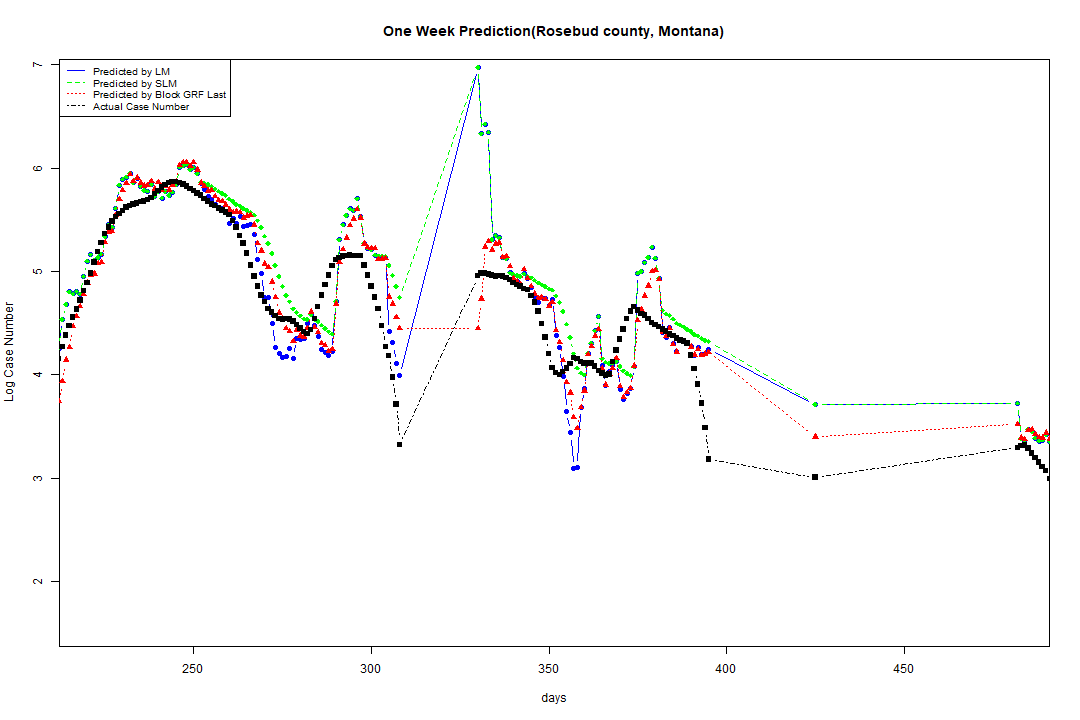 One Week Prediction(Rosebud county, Montana)
Predicted by LM
Predicted by SLM
Predicted by Block GRF Last
Actual Case Number
7
6
5
4
3
2
Log Case Number
250 300 350 400 450
days